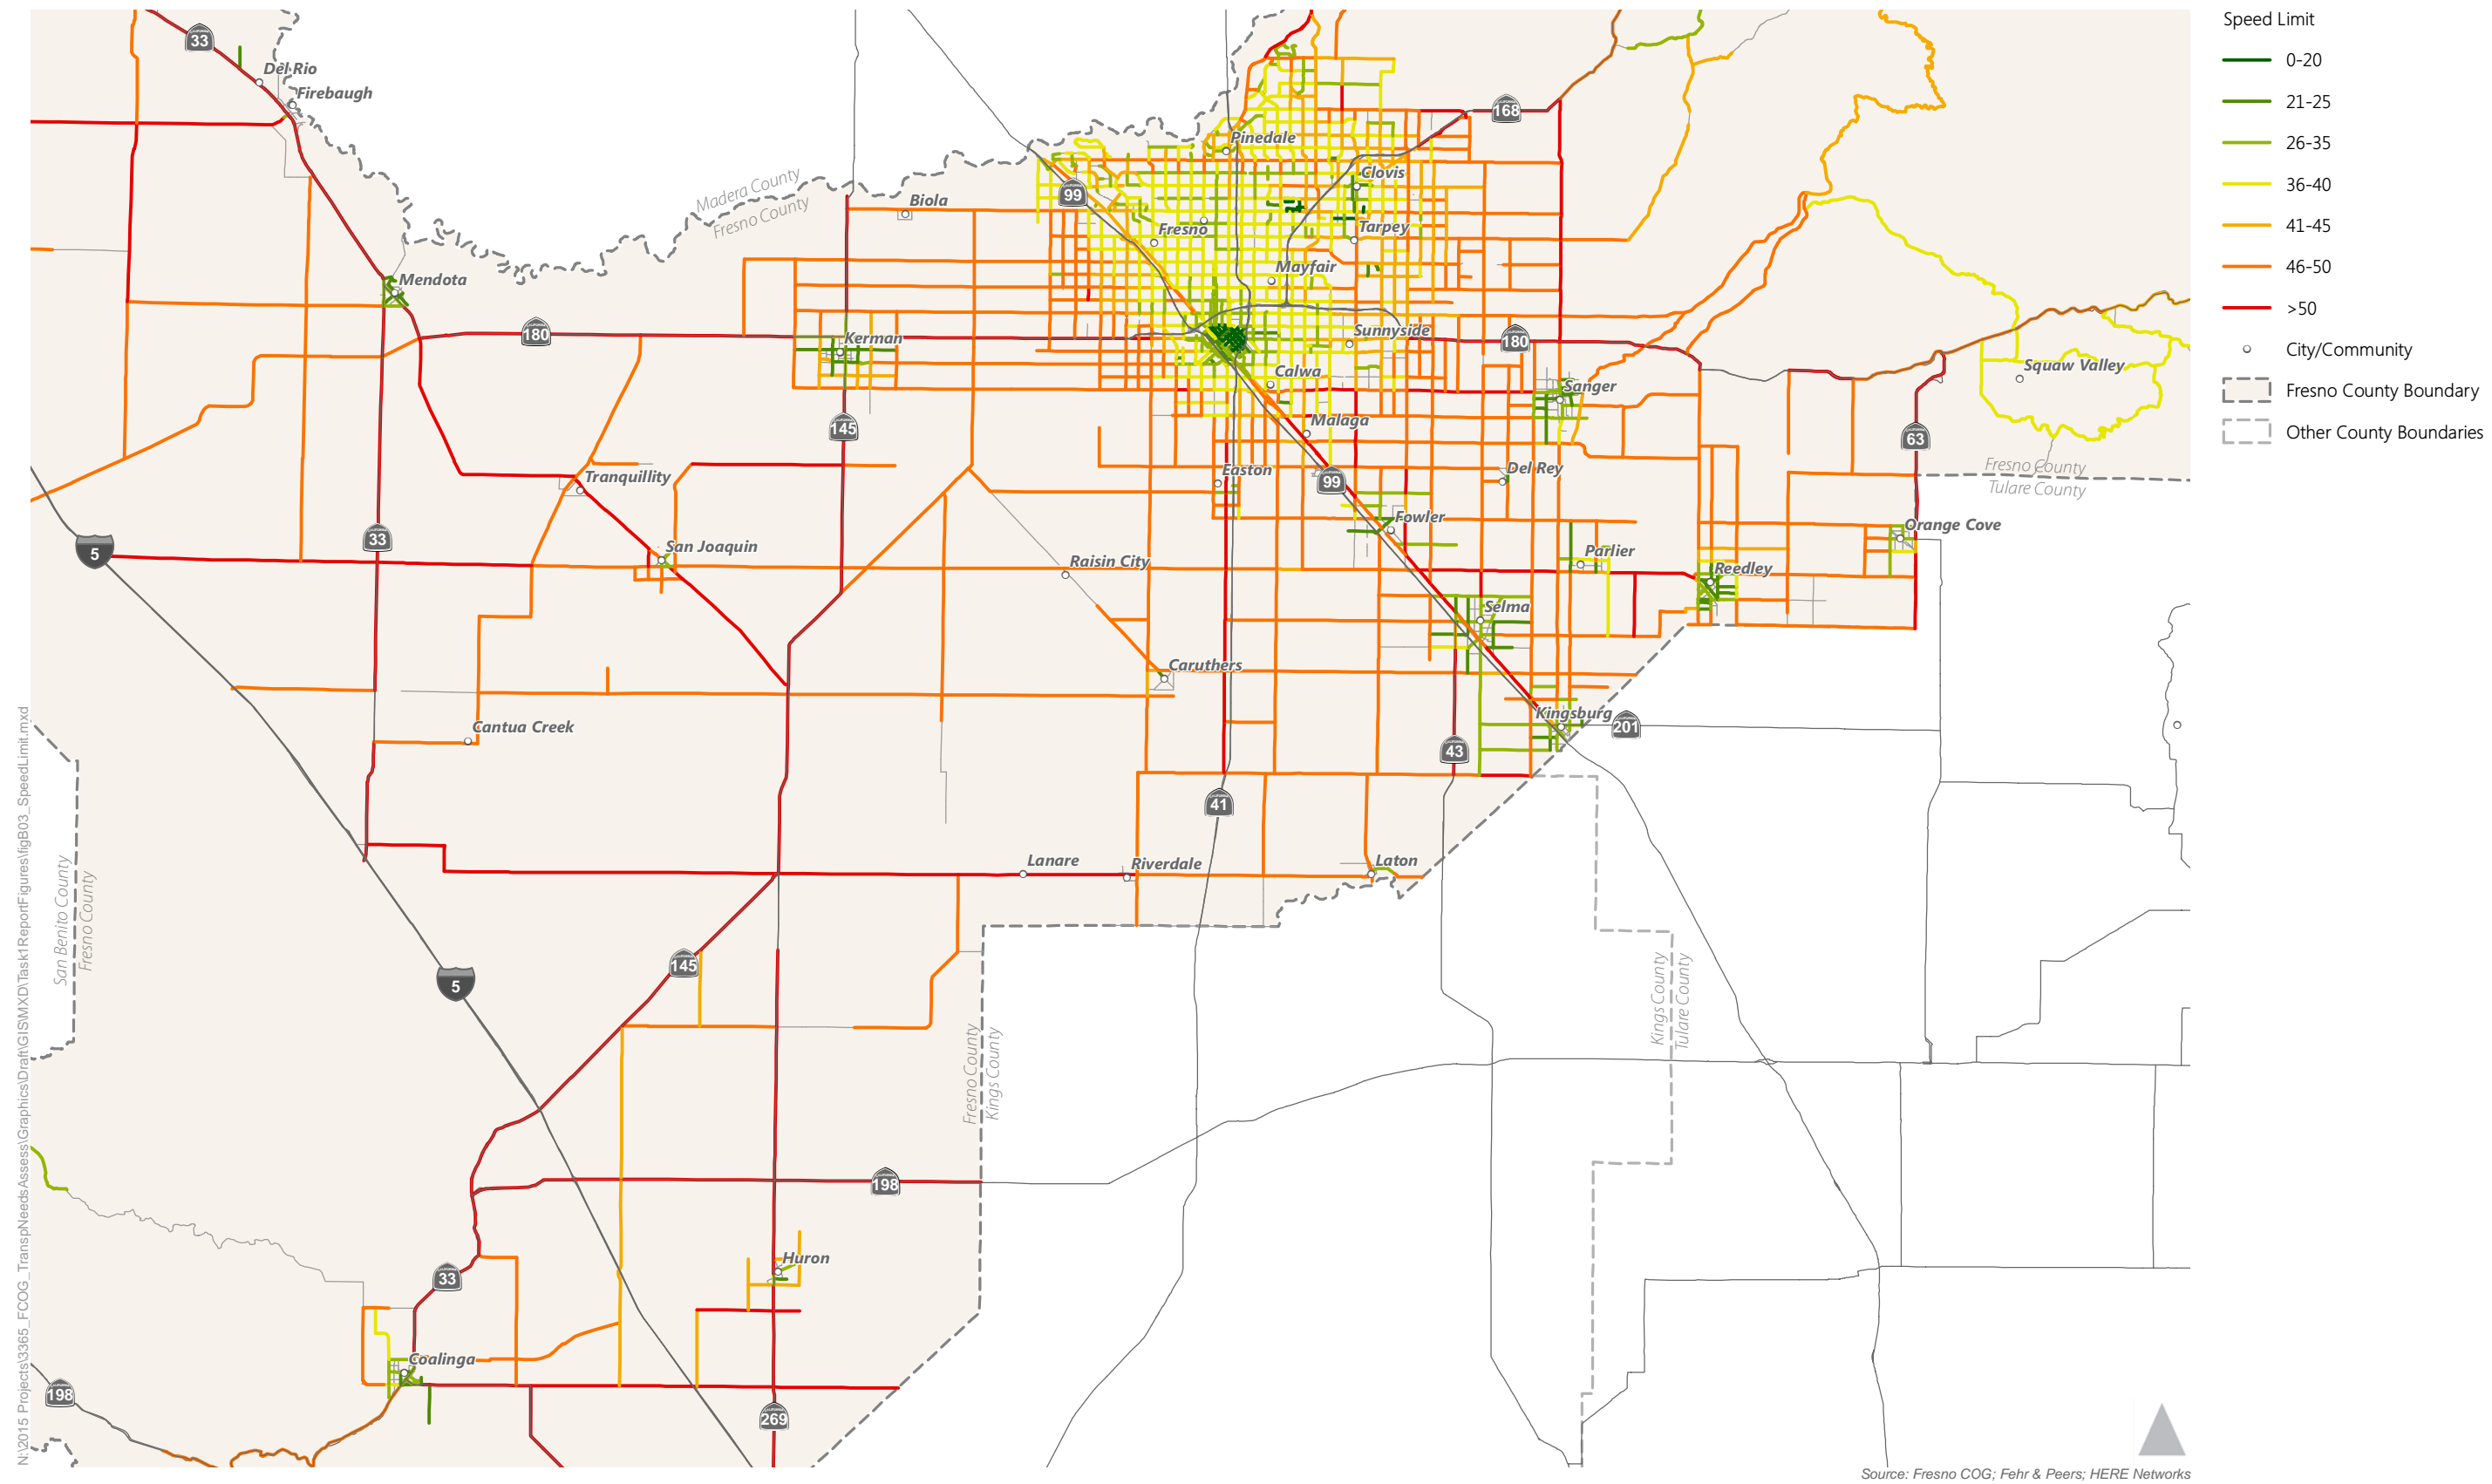 Speed Limit
0-20
21-25
26-35
36-40
41-45
46-50
>50
City/Community
Fresno County Boundary
Other County Boundaries
33
Del Rio
Firebaugh
168
Pinedale
Clovis
Madera County
Fresno County
99
Biola
Fresno
Tarpey
Mayfair
Mendota
180
Kerman
Sunnyside
180
Squaw Valley
Calwa
Sanger
145
Malaga
63
Fresno County
Tulare County
Tranquillity
Easton
99
Del Rey
Fowler
Orange Cove
33
5
San Joaquin
Raisin City
Parlier
Reedley
Selma
Caruthers
Cantua Creek
Kingsburg
201
43
41
San Benito County
Fresno County
Lanare
Riverdale
Laton
145
5
Fresno County
Kings County
Kings County
Tulare County
198
Huron
33
Coalinga
198
269
N:\2015 Projects\3365_FCOG_TranspNeedsAssess\Graphics\Draft\GIS\MXD\Task1ReportFigures\figB03_SpeedLimit.mxd
Source: Fresno COG; Fehr & Peers; HERE Networks